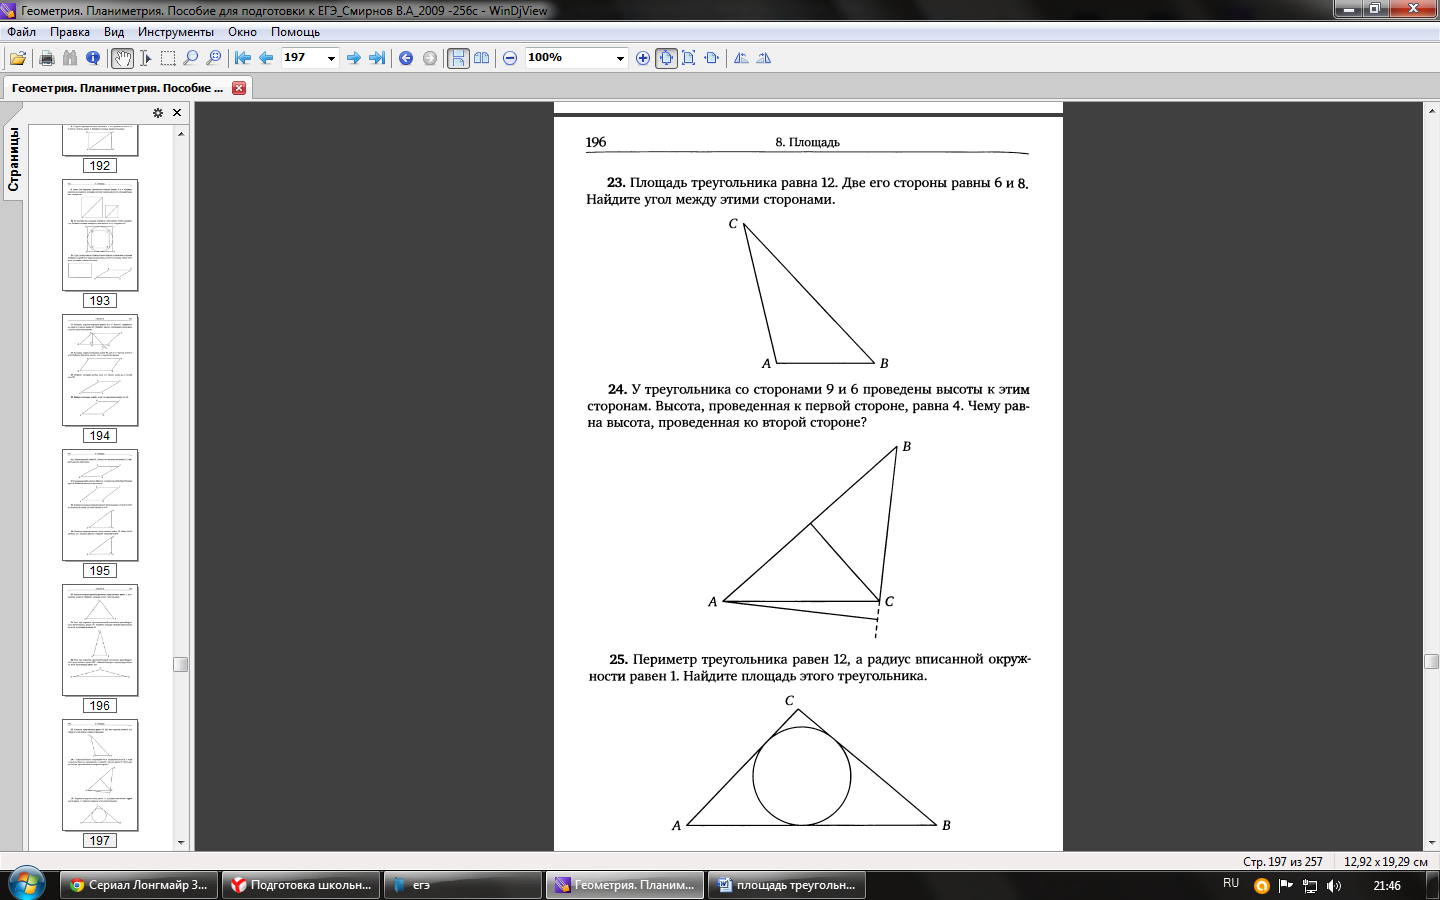 Геометрия. Планиметрия. Пособие для подготовки к ЕГЭ_Смирнов В.А_2009 -256с - WinDjView
Файл Правка Вид Инструменты Окно Помощь
197
100%
Геометрия. Планиметрия. Пособие ...
Страницы
192
193
194
195
196
197
196 8. Площадь
23. Площадь треугольника равна 12. Две его стороны равны 6 и 8.
Найдите угол между этими сторонами.
C
A B
24. У треугольника со сторонами 9 и 6 проведены высоты к этим
сторонам. Высота, проведенная к первой стороне, равна 4. Чему рав-
на высота, проведенная ко второй стороне?
B
A C
25. Периметр треугольника равен 12, а радиус вписанной окруж-
ности равен 1. Найдите площадь этого треугольника.
C
A B
Стр. 197 из 257 12,92 x 19,29 см
Сериал Лонгмайр 3... Подготовка школьн... егэ Геометрия. Планим... площадь треугольн... RU 21:46